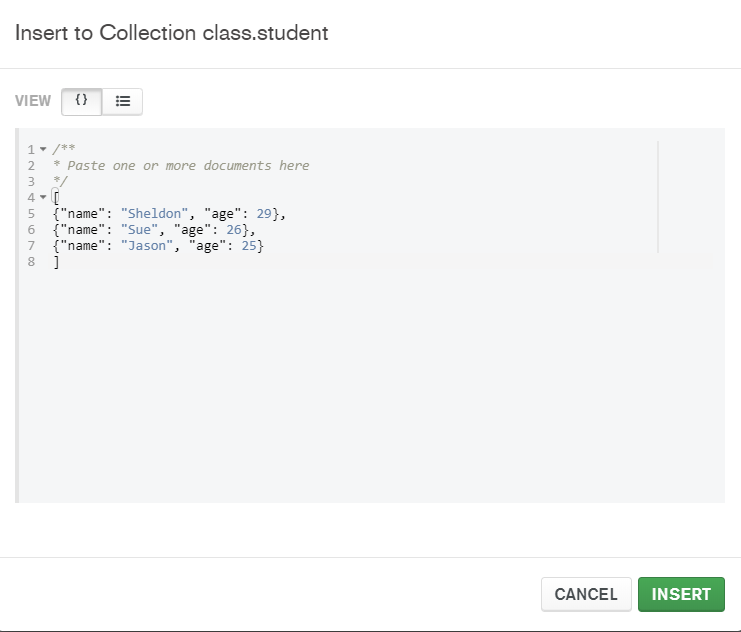 Insert to Collection class.student
VIEW {}
1 /**
2 * Paste one or more documents here
3 */
4 [
5 {"name": "Sheldon", "age": 29},
6 {"name": "Sue", "age": 26},
7 {"name": "Jason", "age": 25}
8 ]
CANCEL INSERT